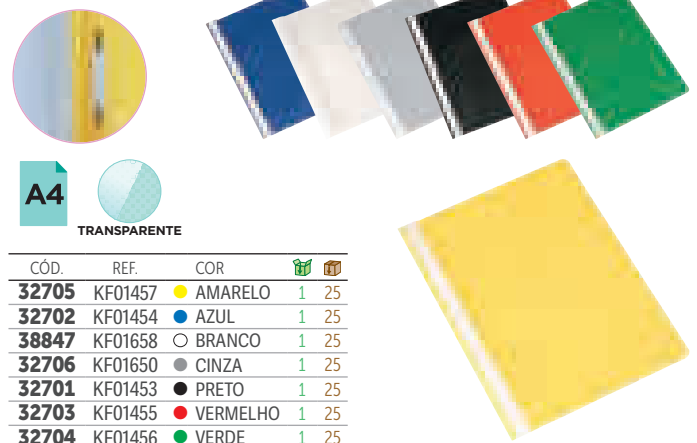 A4
TRANSPARENTE
CÓD. REF. COR
32705 KF01457 AMARELO 1 25
32702 KF01454 AZUL 1 25
38847 KF01658 BRANCO 1 25
32706 KF01650 CINZA 1 25
32701 KF01453 PRETO 1 25
32703 KF01455 VERMELHO 1 25
32704 KF01456 VERDE 1 25